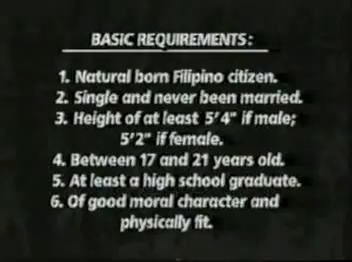 BASIC REQUIREMENTS:
1. Natural born Filipino citizen.
2. Single and never been married.
3. Height of at least 5'4" if male;
5'2" if female.
4. Between 17 and 21 years old.
5. At least a high school graduate.
6. Of good moral character and
physically fit.